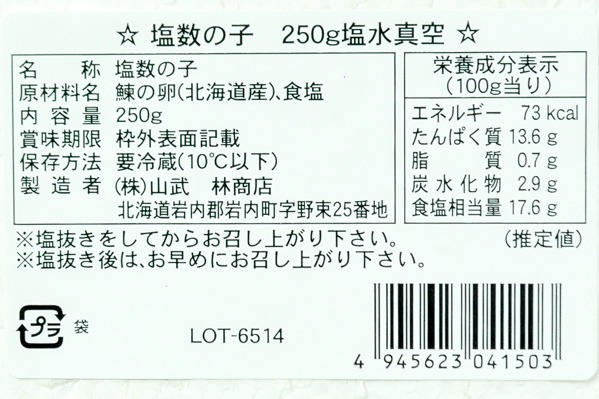 ☆ 塩数の子 250g塩水真空 ☆
名称 塩数の子
原材料名 鰊の卵(北海道産)、食塩
内容量 250g
賞味期限 枠外表面記載
保存方法 要冷蔵(10℃以下)
製造者 (株)山武 林商店
北海道岩内郡岩内町字野束25番地
栄養成分表示
(100g当り)
エネルギー 73 kcal
たんぱく質 13.6 g
脂質 0.7 g
炭水化物 2.9 g
食塩相当量 17.6 g
(推定値)
※塩抜きをしてからお召し上がり下さい。
※塩抜き後は、お早めにお召し上がり下さい。
プラ 袋
LOT-6514
4 945623 041503